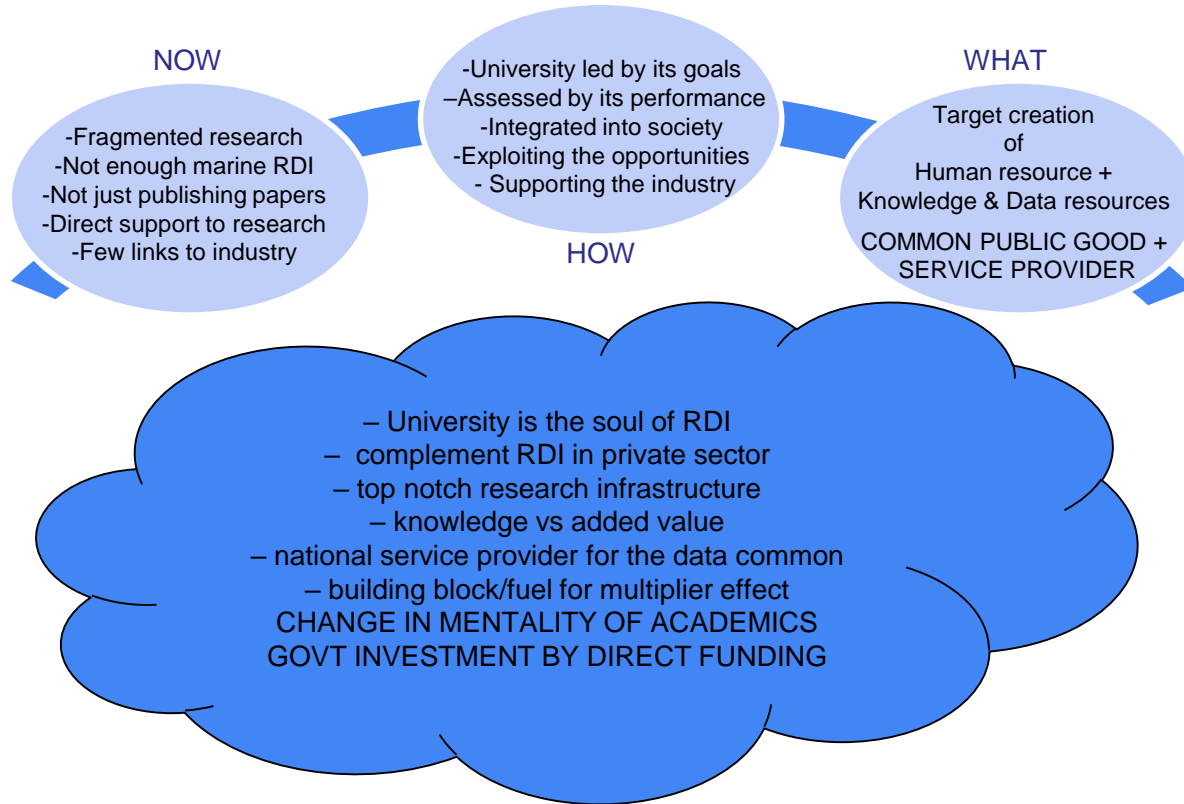 NOW
-Fragmented research
-Not enough marine RDI
-Not just publishing papers
-Direct support to research
-Few links to industry
-University led by its goals
–Assessed by its performance
-Integrated into society
-Exploiting the opportunities
- Supporting the industry
HOW
WHAT
Target creation
of
Human resource +
Knowledge & Data resources
COMMON PUBLIC GOOD +
SERVICE PROVIDER
– University is the soul of RDI
– complement RDI in private sector
– top notch research infrastructure
– knowledge vs added value
– national service provider for the data common
– building block/fuel for multiplier effect
CHANGE IN MENTALITY OF ACADEMICS
GOVT INVESTMENT BY DIRECT FUNDING